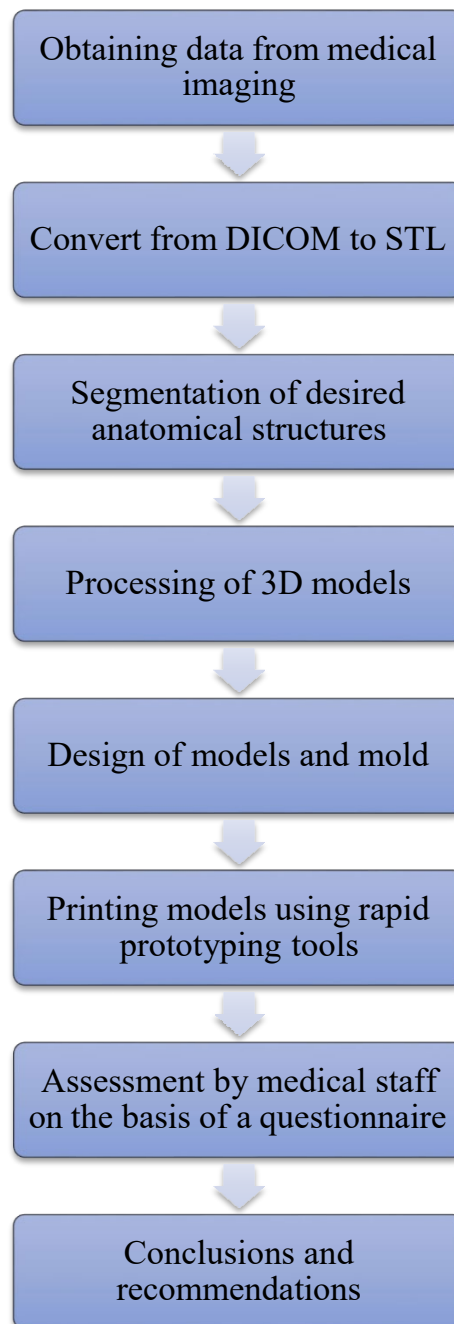 Obtaining data from medical
imaging
Convert from DICOM to STL
Segmentation of desired
anatomical structures
Processing of 3D models
Design of models and mold
Printing models using rapid
prototyping tools
Assessment by medical staff
on the basis of a questionnaire
Conclusions and
recommendations